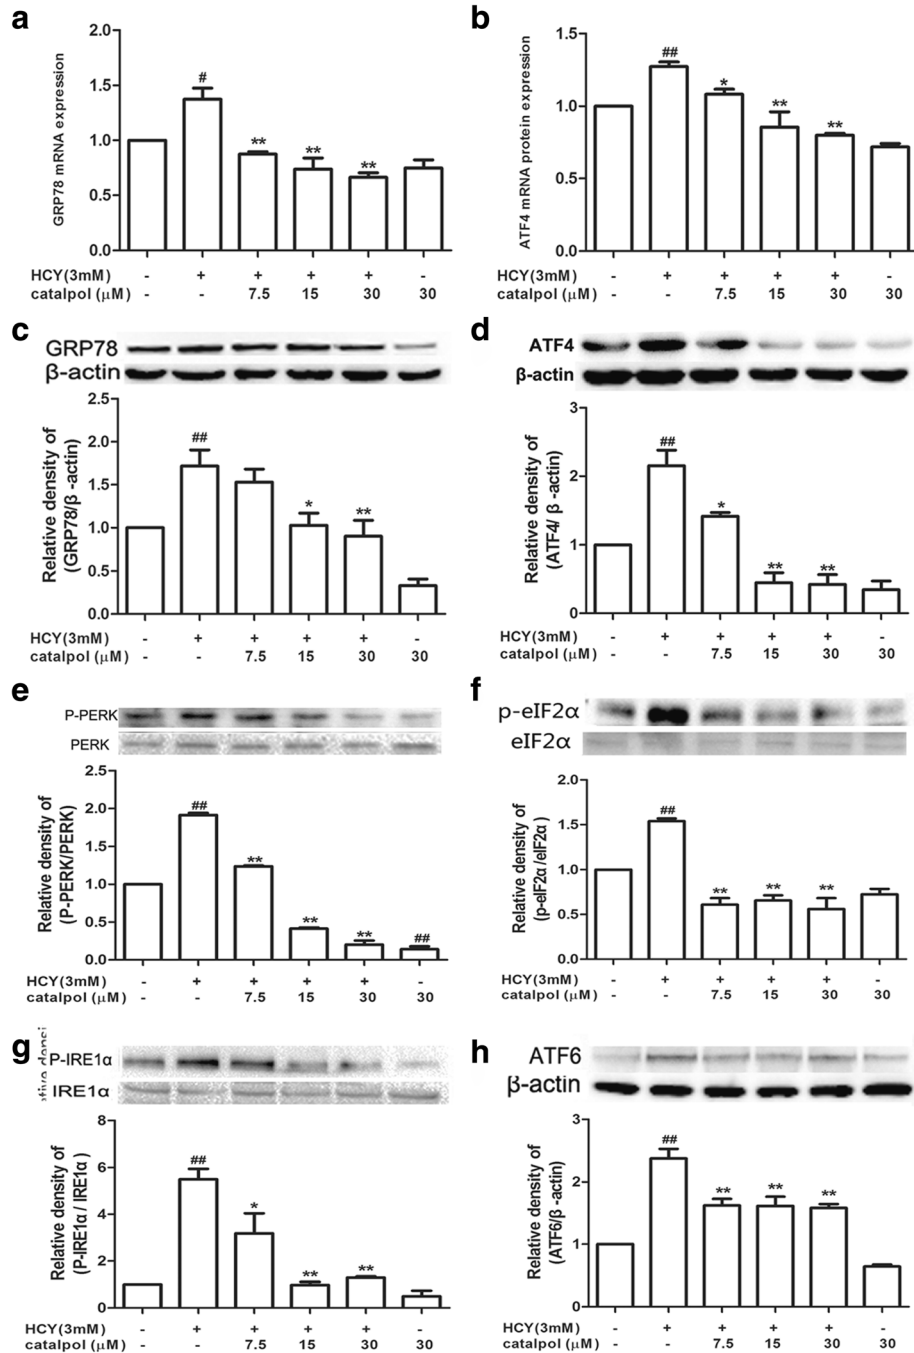 a
GRP78 mRNA expression
2.0
1.5
1.0
0.5
0.0
#
**
**
**
HCY(3mM) - + + + + -
catalpol (μM) - - 7.5 15 30 30
b
ATF4 mRNA protein expression
1.5
1.0
0.5
0.0
##
*
**
**
HCY(3mM) - + + + + -
catalpol (μM) - - 7.5 15 30 30
c
GRP78
β-actin
Relative density of
(GRP78/β -actin)
2.5
2.0
1.5
1.0
0.5
0.0
##
*
**
HCY(3mM) - + + + + -
catalpol (μM) - - 7.5 15 30 30
d
ATF4
β-actin
Relative density of
(ATF4/ β -actin)
3
2
1
0
##
*
**
**
HCY(3mM) - + + + + -
catalpol (μM) - - 7.5 15 30 30
e
P-PERK
PERK
Relative density of
(P-PERK/PERK)
2.5
2.0
1.5
1.0
0.5
0.0
##
**
**
**
##
HCY(3mM) - + + + + -
catalpol (μM) - - 7.5 15 30 30
f
p-eIF2α
eIF2α
Relative density of
(p-eIF2α/eIF2α)
2.0
1.5
1.0
0.5
0.0
##
**
**
**
HCY(3mM) - + + + + -
catalpol (μM) - - 7.5 15 30 30
g
P-IRE1α
IRE1α
Relative density of
(P-IRE1α / IRE1α)
8
6
4
2
0
##
*
**
**
HCY(3mM) - + + + + -
catalpol (μM) - - 7.5 15 30 30
h
ATF6
β-actin
Relative density of
(ATF6/β -actin)
3
2
1
0
##
**
**
**
HCY(3mM) - + + + + -
catalpol (μM) - - 7.5 15 30 30